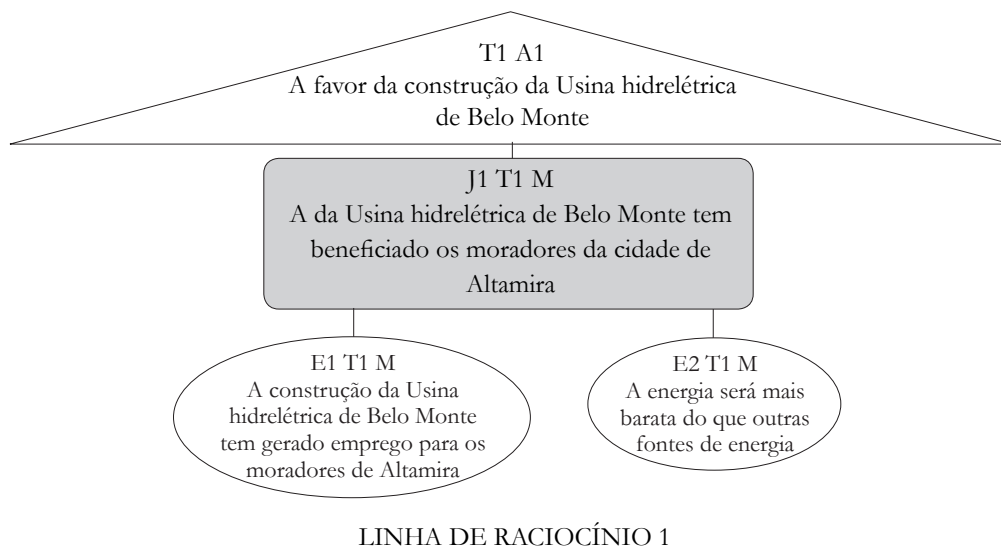 T1 A1
A favor da construção da Usina hidrelétrica
de Belo Monte
J1 T1 M
A da Usina hidrelétrica de Belo Monte tem
beneficiado os moradores da cidade de
Altamira
E1 T1 M
A construção da Usina
hidrelétrica de Belo Monte
tem gerado emprego para os
moradores de Altamira
E2 T1 M
A energia será mais
barata do que outras
fontes de energia
LINHA DE RACIOCÍNIO 1